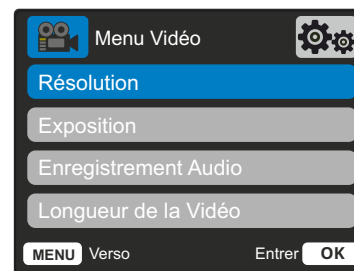 Menu Vidéo
Résolution
Exposition
Enregistrement Audio
Longueur de la Vidéo
MENU Verso Entrer OK